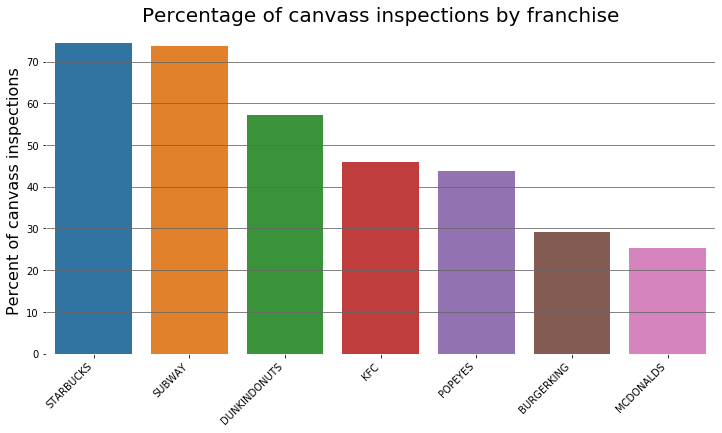 Percentage of canvass inspections by franchise
Percent of canvass inspections
70
60
50
40
30
20
10
0
STARBUCKS
SUBWAY
DUNKINDONUTS
KFC
POPEYES
BURGERKING
MCDONALDS